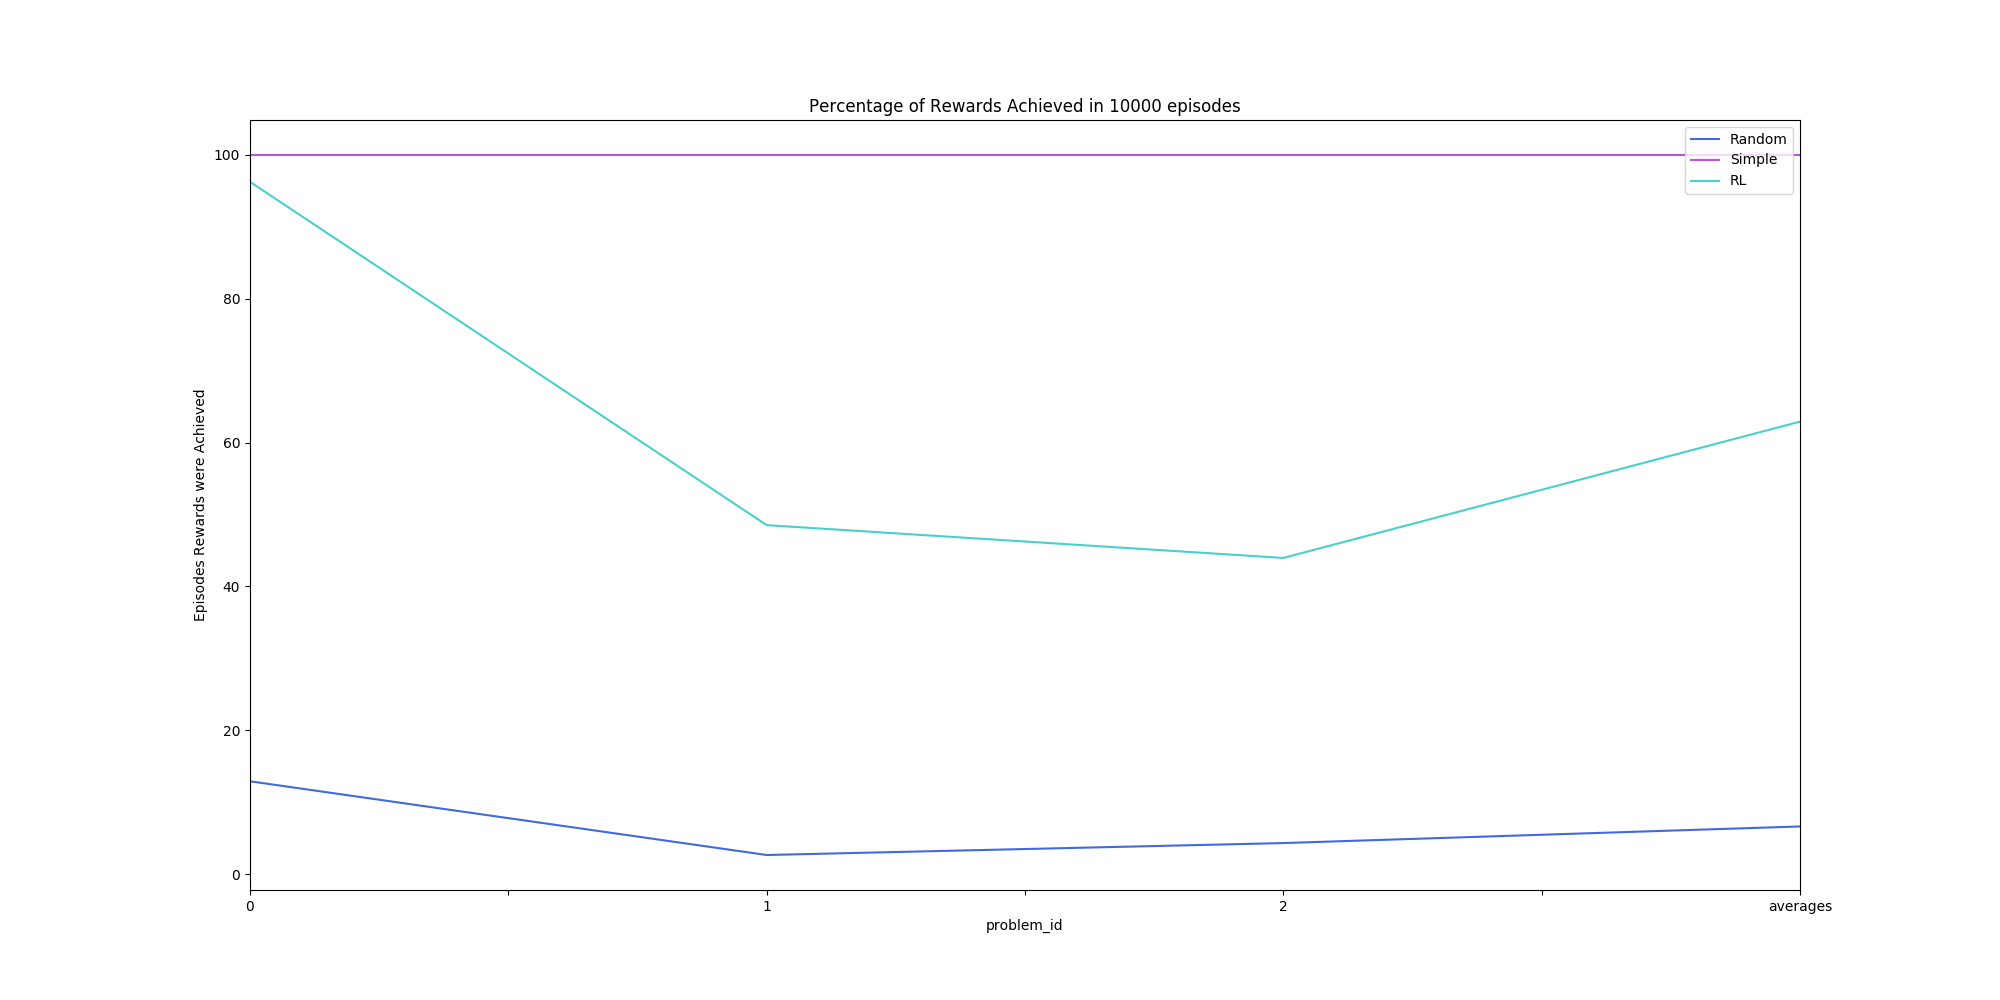 Percentage of Rewards Achieved in 10000 episodes
Random
Simple
RL
100
80
60
40
20
0
Episodes Rewards were Achieved
0
1
2
averages
problem_id